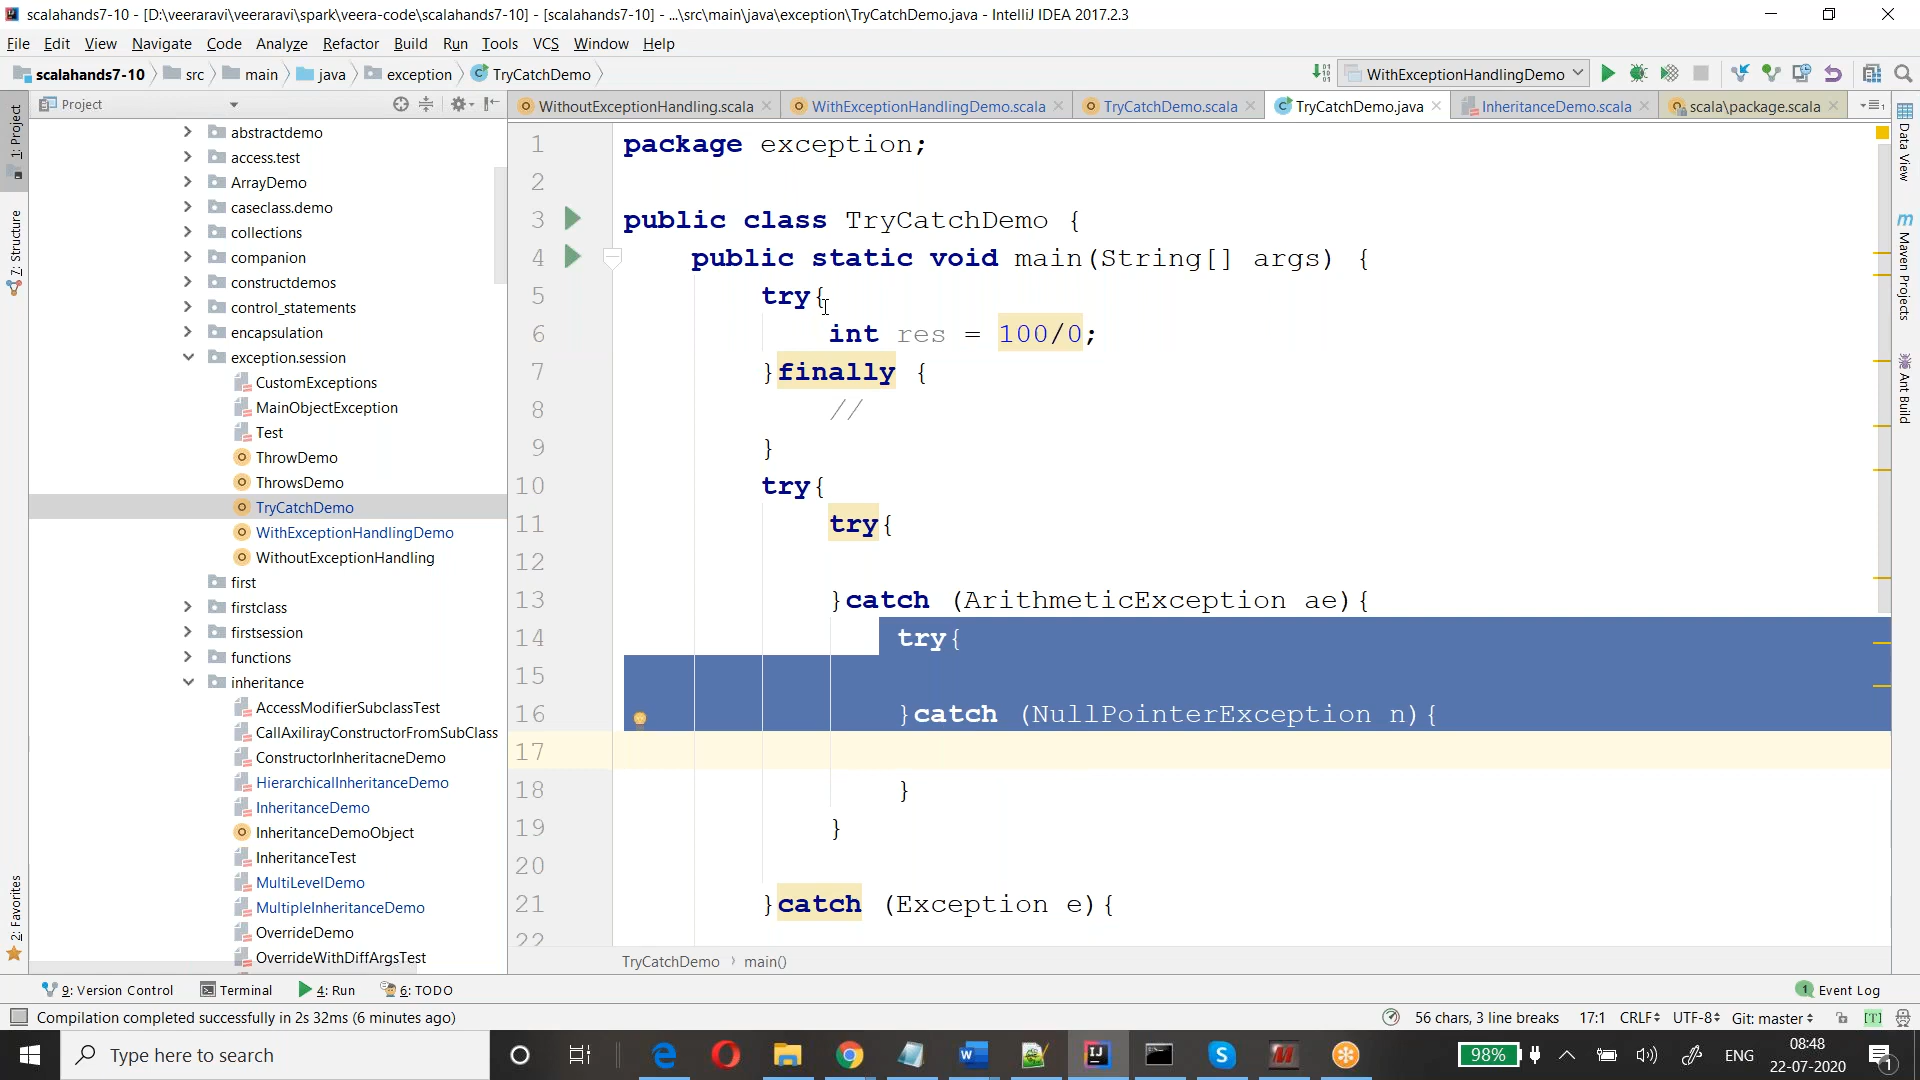 scalahands7-10 - [D:\veeraravi\veeraravi\spark\veera-code\scalahands7-10] - [scalahands7-10] - ...\src\main\java\exception\TryCatchDemo.java - IntelliJ IDEA 2017.2.3
File Edit View Navigate Code Analyze Refactor Build Run Tools VCS Window Help
scalahands7-10 src main java exception TryCatchDemo WithExceptionHandlingDemo
Project
WithoutExceptionHandling.scala WithExceptionHandlingDemo.scala TryCatchDemo.scala TryCatchDemo.java InheritanceDemo.scala scala\package.scala
1: Project
7: Structure
2: Favorites
abstractdemo
access.test
ArrayDemo
caseclass.demo
collections
companion
constructdemos
control_statements
encapsulation
exception.session
CustomExceptions
MainObjectException
Test
ThrowDemo
ThrowsDemo
TryCatchDemo
WithExceptionHandlingDemo
WithoutExceptionHandling
first
firstclass
firstsession
functions
inheritance
AccessModifierSubclassTest
CallAxilirayConstructorFromSubClass
ConstructorInheritacneDemo
HierarchicalInheritanceDemo
InheritanceDemo
InheritanceDemoObject
InheritanceTest
MultiLevelDemo
MultipleInheritanceDemo
OverrideDemo
OverrideWithDiffArgsTest
1 package exception;
2
3 public class TryCatchDemo {
4 public static void main(String[] args) {
5 try{
6 int res = 100/0;
7 }finally {
8 //
9 }
10 try{
11 try{
12
13 }catch (ArithmeticException ae){
14 try{
15
16 }catch (NullPointerException n){
17
18 }
19 }
20
21 }catch (Exception e){
22
TryCatchDemo main()
Data View
Maven Projects
Ant Build
9: Version Control Terminal 4: Run 6: TODO 1 Event Log
Compilation completed successfully in 2s 32ms (6 minutes ago) 56 chars, 3 line breaks 17:1 CRLF UTF-8 Git: master [T]
Type here to search 98% ENG 08:48
22-07-2020 1